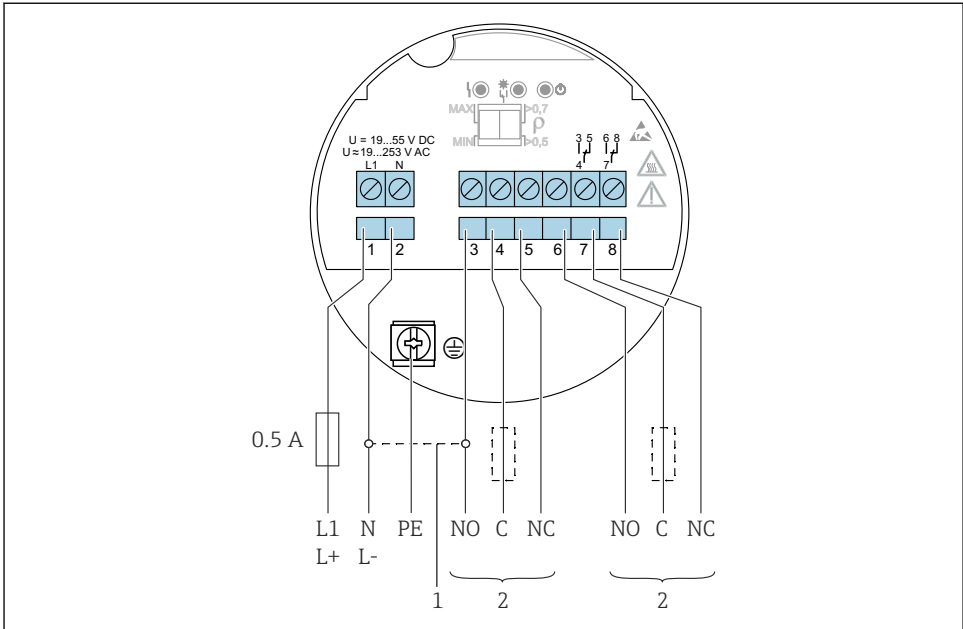 MAX >0,7
ρ
MIN >0,5
U = 19...55 V DC
U≂19...253 V AC
L1 N
3 5 6 8
4 7
1 2 3 4 5 6 7 8
0.5 A
L1 N PE NO C NC NO C NC
L+ L-
1 2 2